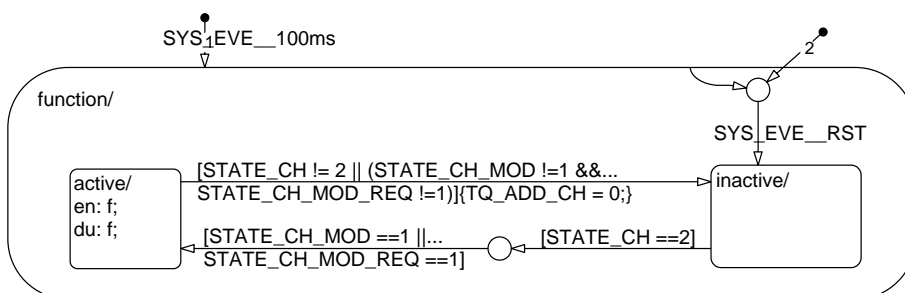 SYS_EVE__100ms
1
2
function/
SYS_EVE__RST
[STATE_CH != 2 || (STATE_CH_MOD !=1 &&...
STATE_CH_MOD_REQ !=1)]{TQ_ADD_CH = 0;}
active/
en: f;
du: f;
inactive/
[STATE_CH_MOD ==1 ||...
STATE_CH_MOD_REQ ==1]
[STATE_CH ==2]